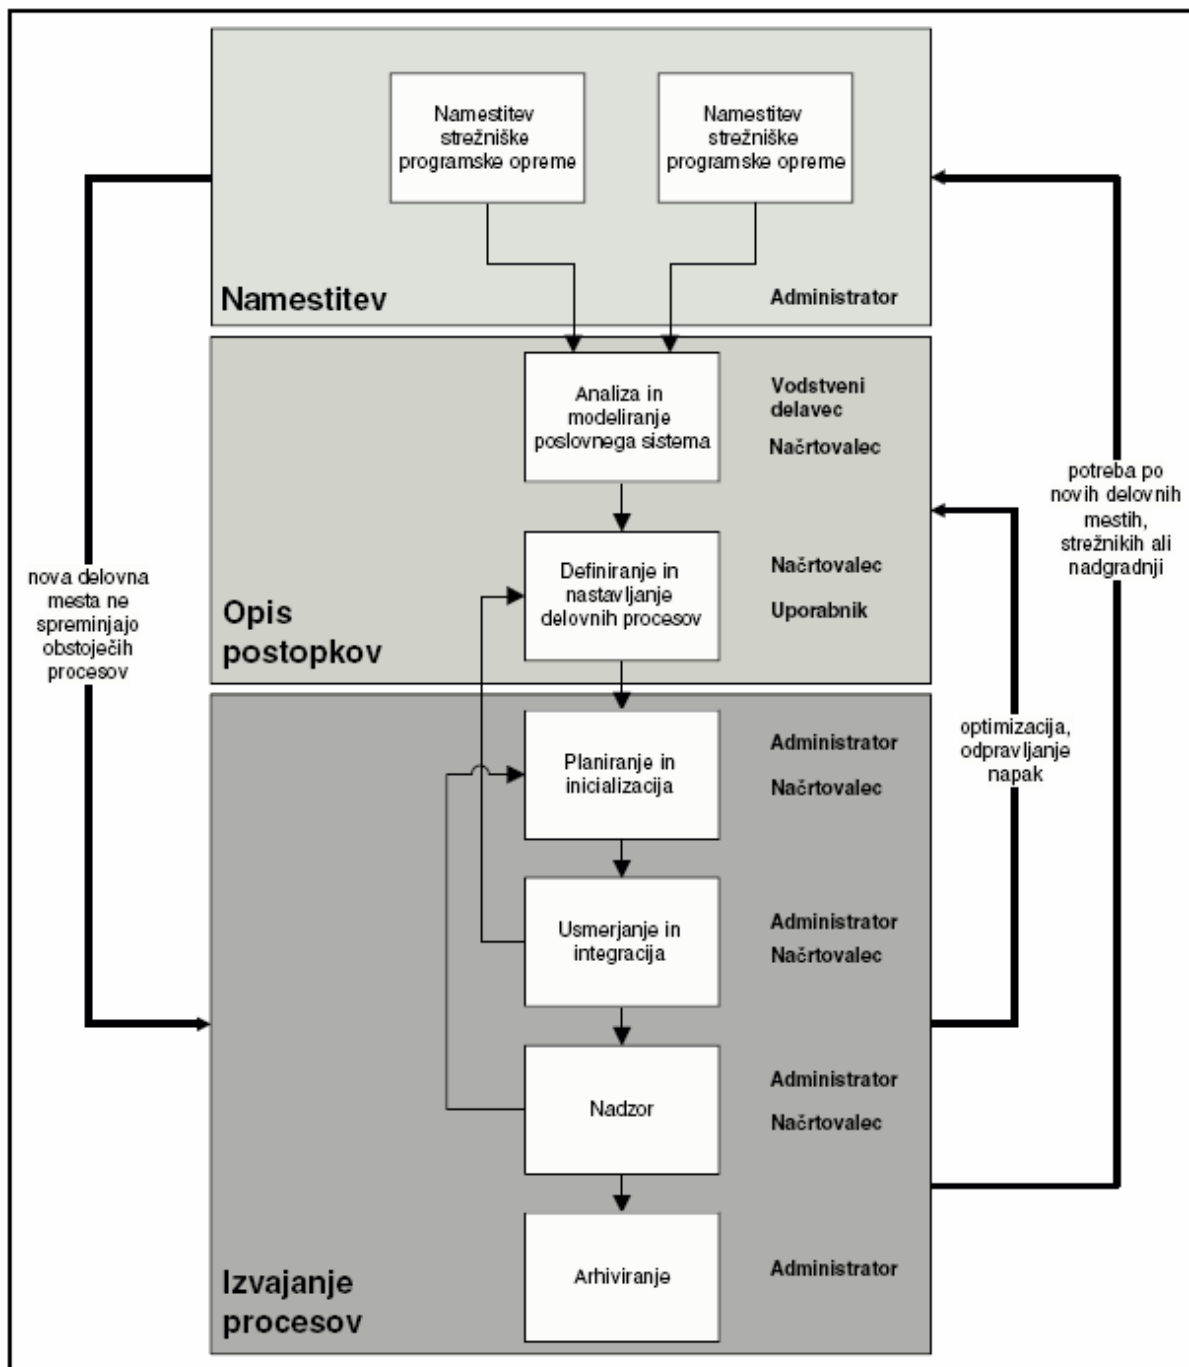 Namestitev
strežniške
programske opreme
Namestitev
strežniške
programske opreme
Namestitev
Administrator
Analiza in
modeliranje
poslovnega sistema
Vodstveni
delavec
Načrtovalec
Definiranje in
nastavljanje
delovnih procesov
Načrtovalec
Uporabnik
Opis
postopkov
Planiranje in
inicializacija
Administrator
Načrtovalec
Usmerjanje in
integracija
Administrator
Načrtovalec
Nadzor
Administrator
Načrtovalec
Arhiviranje
Administrator
Izvajanje
procesov
nova delovna
mesta ne
spreminjajo
obstoječih
procesov
optimizacija,
odpravljanje
napak
potreba po
novih delovnih
mestih,
strežnikih ali
nadgradnji